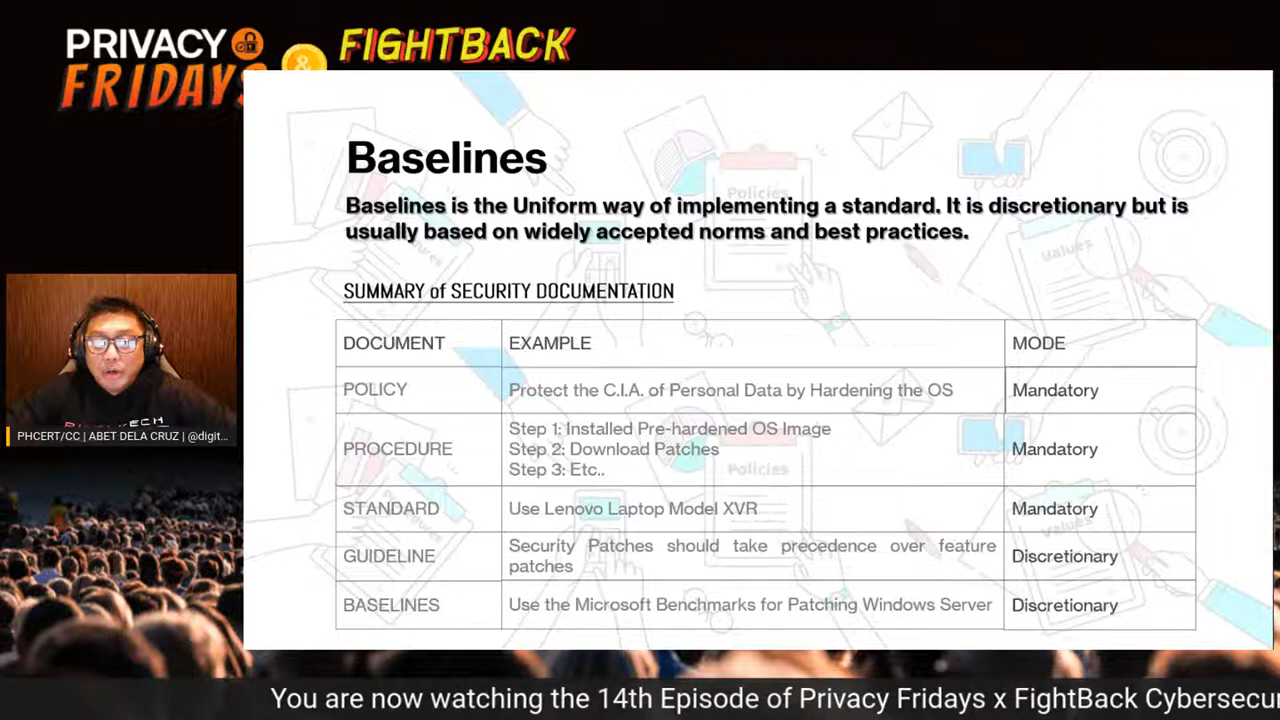 PRIVACY
FRIDAYS
&
FIGHTBACK
Baselines
Baselines is the Uniform way of implementing a standard. It is discretionary but is
usually based on widely accepted norms and best practices.
SUMMARY of SECURITY DOCUMENTATION
DOCUMENT EXAMPLE MODE
POLICY Protect the C.I.A. of Personal Data by Hardening the OS Mandatory
PROCEDURE Step 1: Installed Pre-hardened OS Image Mandatory
Step 2: Download Patches
Step 3: Etc..
STANDARD Use Lenovo Laptop Model XVR Mandatory
GUIDELINE Security Patches should take precedence over feature Discretionary
patches
BASELINES Use the Microsoft Benchmarks for Patching Windows Server Discretionary
Policies
Values
Policies
Values
PHCERT/CC | ABET DELA CRUZ | @digit...
You are now watching the 14th Episode of Privacy Fridays x FightBack Cybersecu